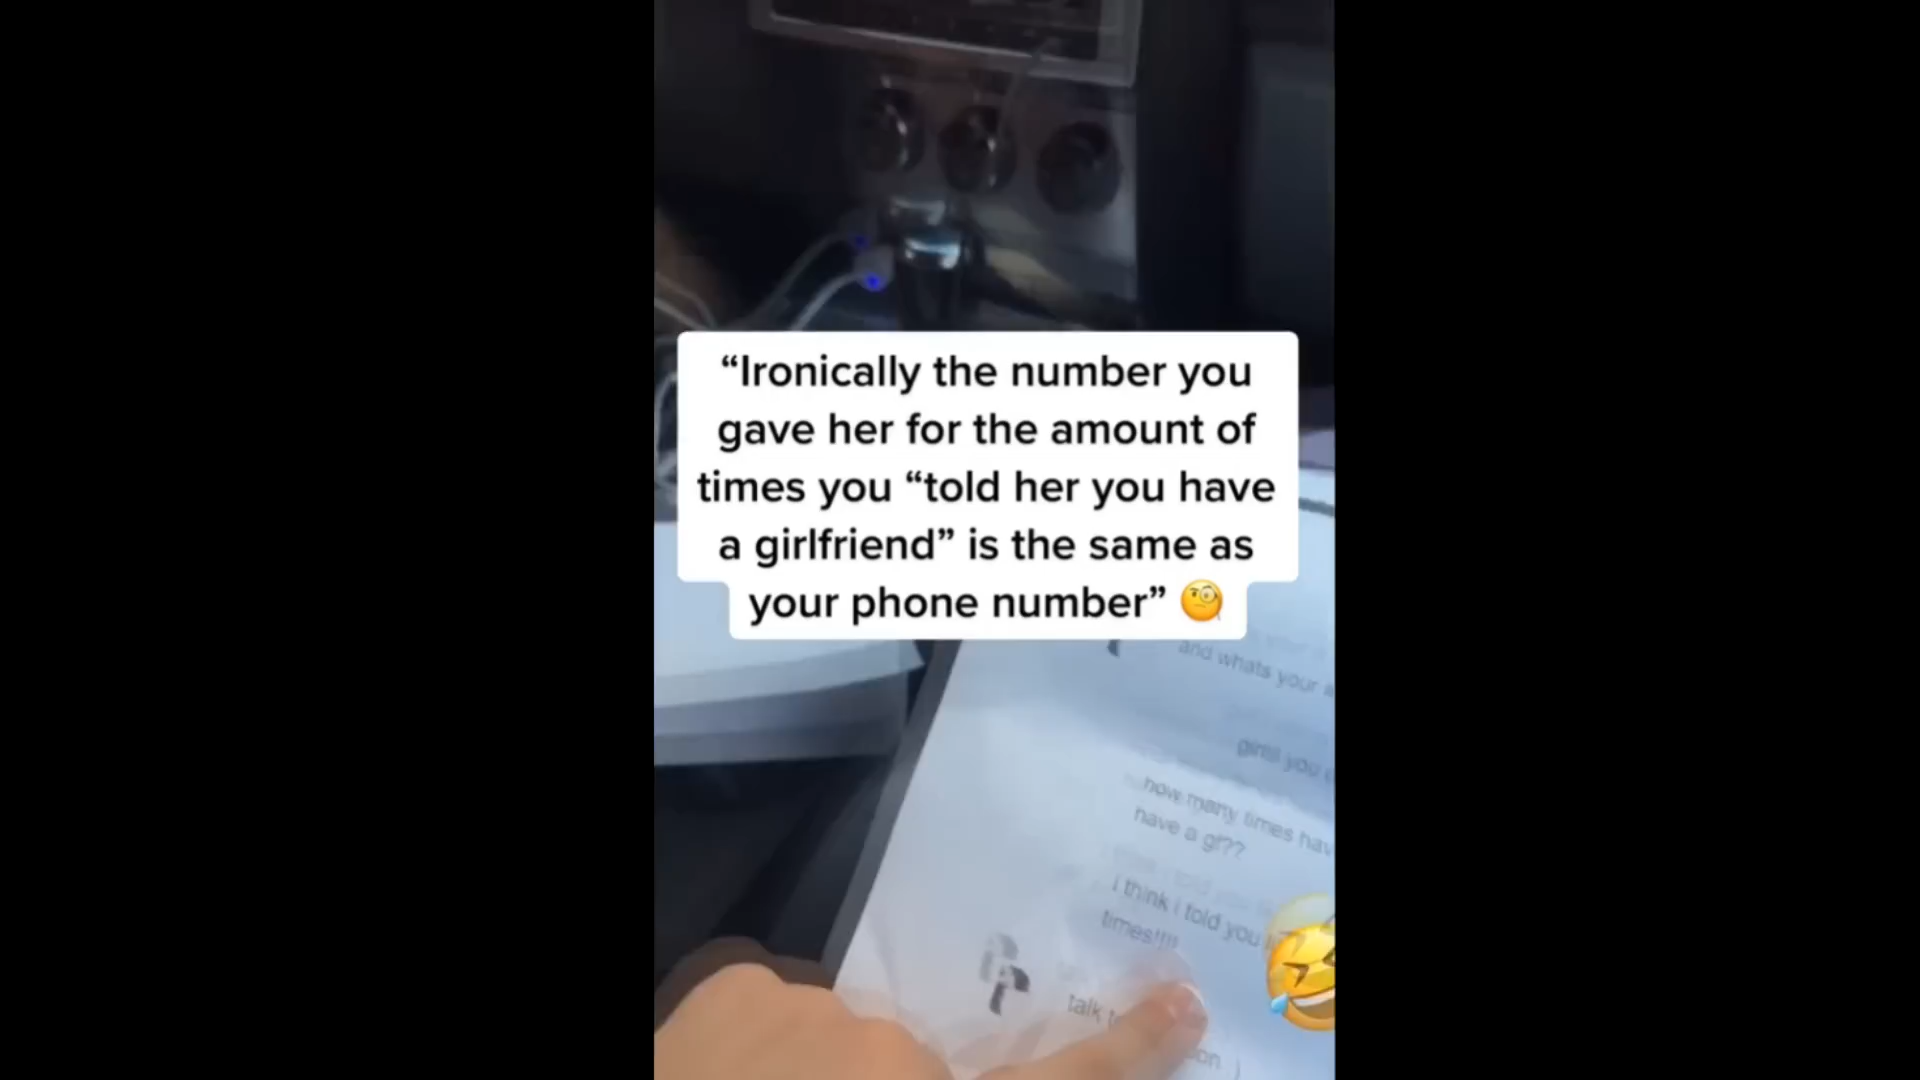 “Ironically the number you
gave her for the amount of
times you “told her you have
a girlfriend” is the same as
your phone number” 🧐
and whats your
you
how many times hav
have a gf??
i think i told you
times!!!!
talk